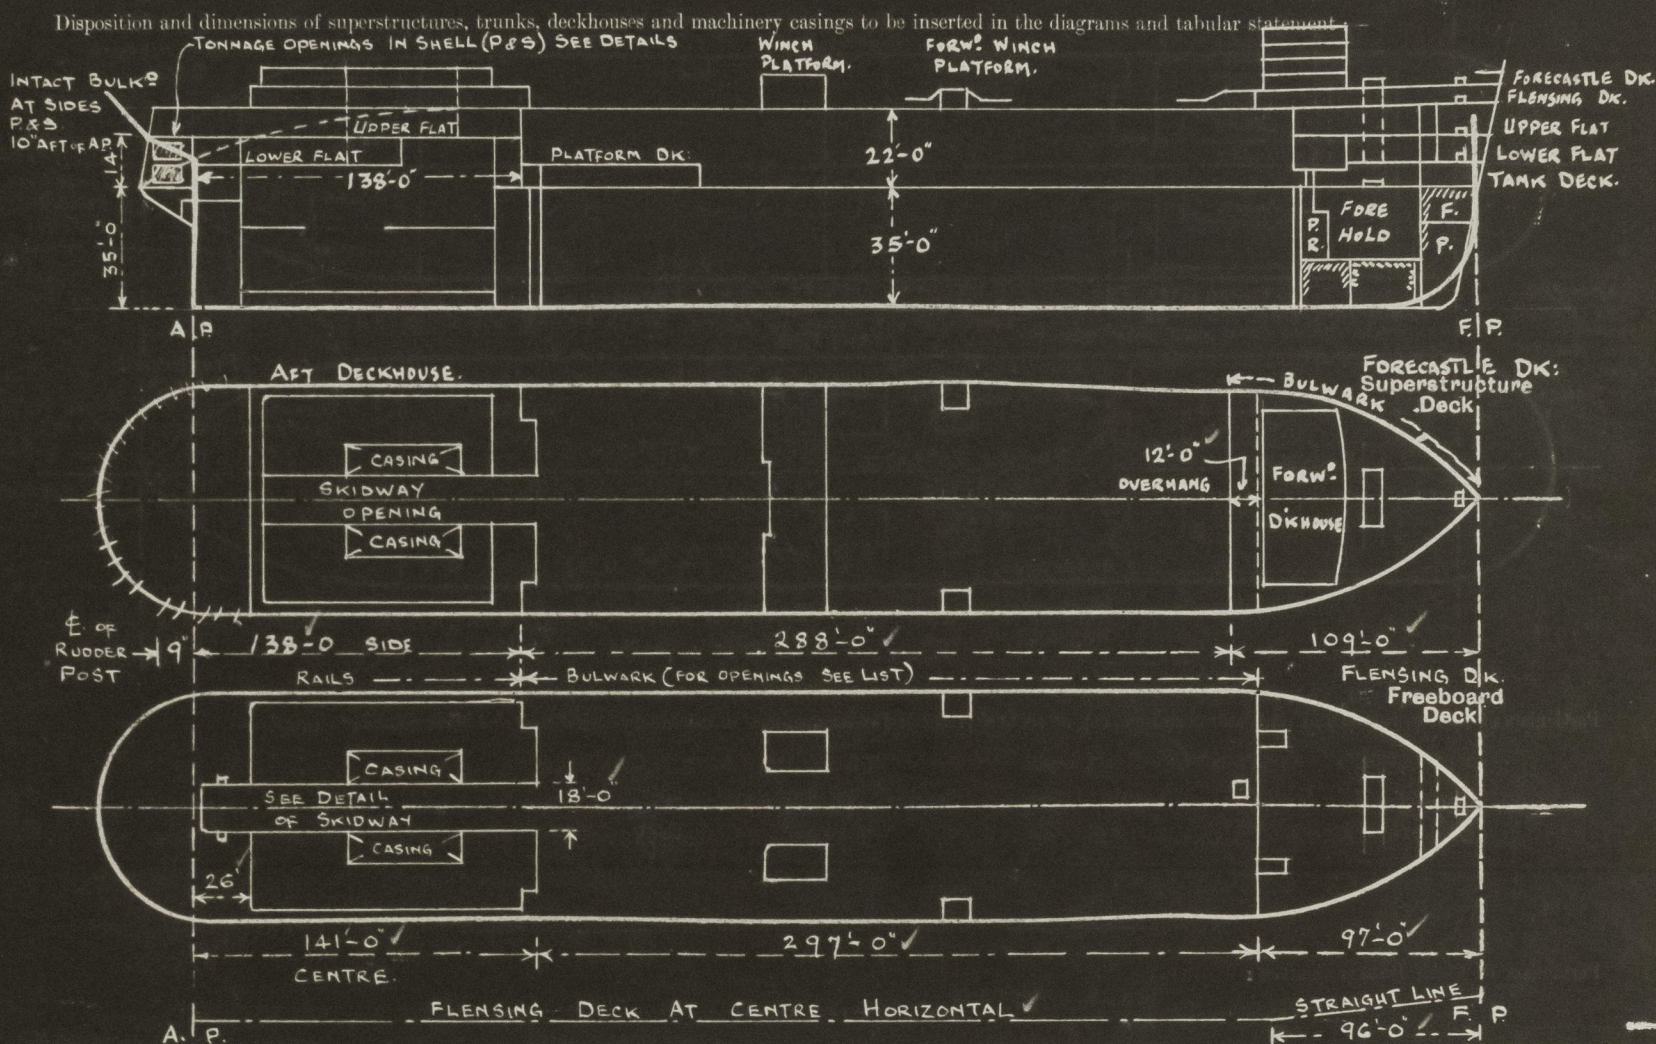 Disposition and dimensions of superstructures, trunks, deckhouses and machinery casings to be inserted in the diagrams and tabular statement
TONNAGE OPENINGS IN SHELL (P & S) SEE DETAILS
WINCH
PLATFORM.
FORWD. WINCH
PLATFORM.
INTACT BULKD
AT SIDES
P. & S.
10" AFT OF AP.
FORECASTLE DK.
FLENSING DK.
UPPER FLAT
LOWER FLAT
TANK DECK.
UPPER FLAT
LOWER FLAT
PLATFORM DK:
14'
138'-0"
22'-0"
35'-0"
35'-0"
P.
R.
FORE
HOLD
F.
P.
A P.
F. P.
AFT DECKHOUSE.
FORECASTLE DK:
Superstructure
Deck
BULWARK
CASING
SKIDWAY
OPENING
CASING
12'-0"
OVERHANG
FORWD.
D'KHOUSE
℄ OF
RUDDER
POST
9"
138'-0 SIDE
288'-0"
109'-0"
RAILS
BULWARK (FOR OPENINGS SEE LIST)
FLENSING DK.
Freeboard
Deck
CASING
SEE DETAIL
OF SKIDWAY
CASING
18'-0"
26'
141'-0"
CENTRE.
297'-0"
97'-0"
FLENSING DECK AT CENTRE HORIZONTAL
STRAIGHT LINE
A. P.
F. P.
96'-0"